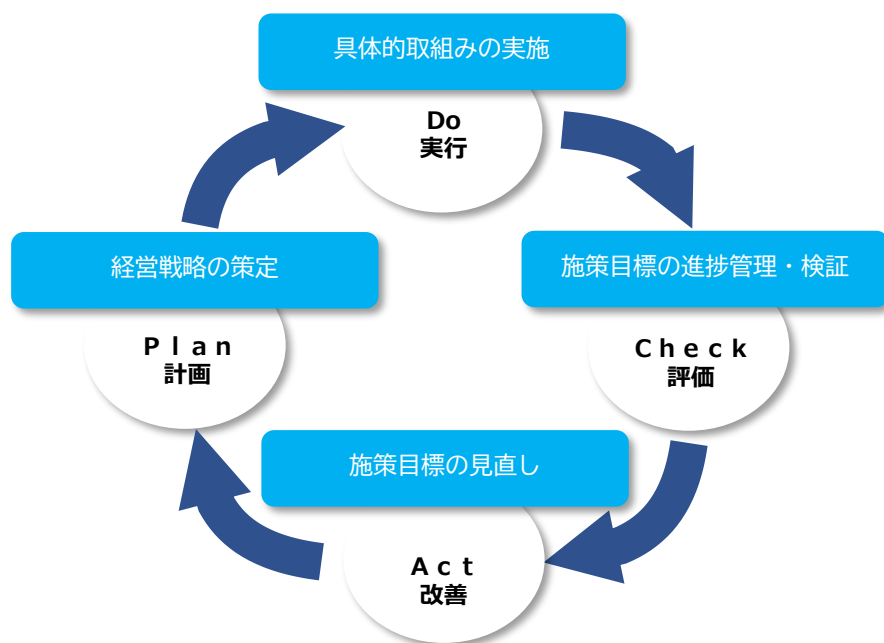 具体的取組みの実施
Do
実行
経営戦略の策定
Ｐｌａｎ
計画
施策目標の進捗管理・検証
Ｃｈｅｃｋ
評価
施策目標の見直し
Ａｃｔ
改善